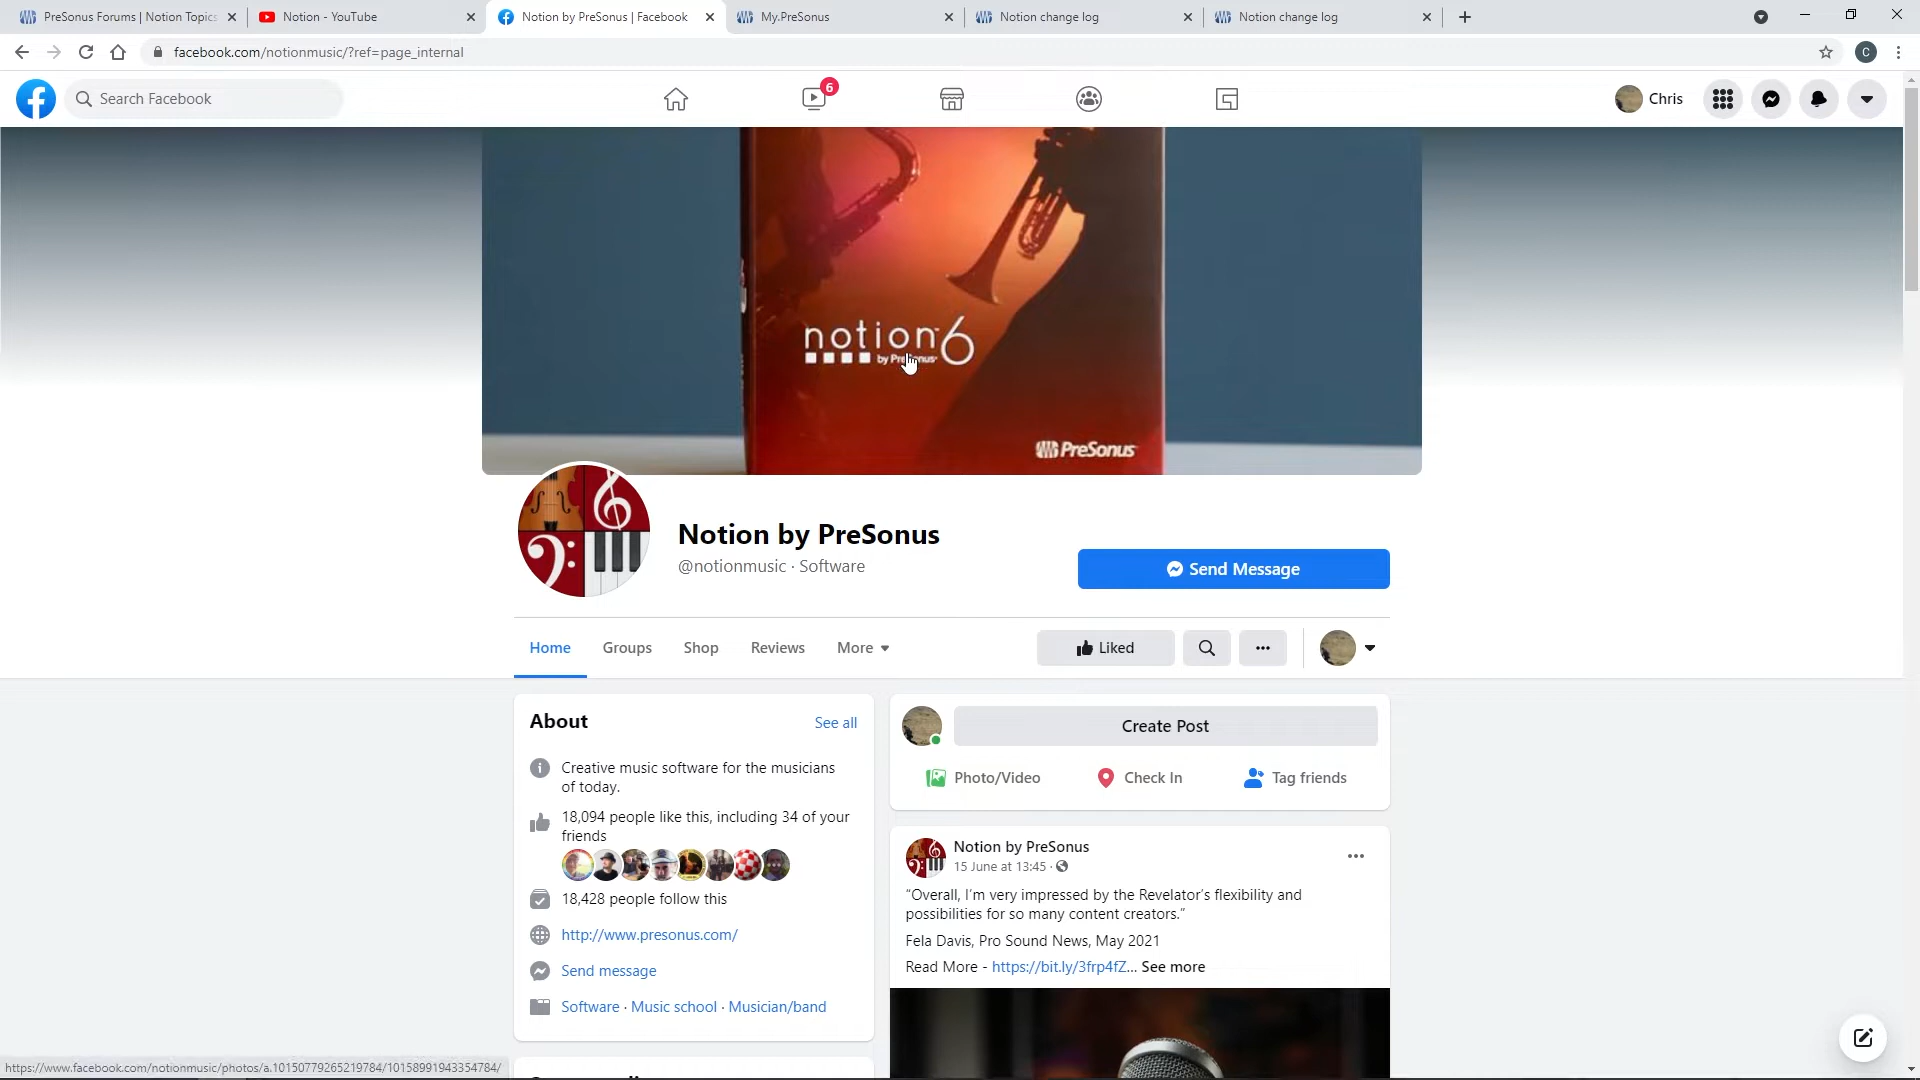 PreSonus Forums | Notion Topics
Notion - YouTube
Notion by PreSonus | Facebook
My.PreSonus
Notion change log
Notion change log
facebook.com/notionmusic/?ref=page_internal
C
Search Facebook
6
Chris
notion 6
by PreSonus
PreSonus
Notion by PreSonus
@notionmusic · Software
Send Message
Home
Groups
Shop
Reviews
More
Liked
About
See all
Creative music software for the musicians
of today.
18,094 people like this, including 34 of your
friends
18,428 people follow this
http://www.presonus.com/
Send message
Software · Music school · Musician/band
Create Post
Photo/Video
Check In
Tag friends
Notion by PreSonus
15 June at 13:45 ·
“Overall, I'm very impressed by the Revelator's flexibility and
possibilities for so many content creators.”
Fela Davis, Pro Sound News, May 2021
Read More - https://bit.ly/3frp4fZ... See more
https://www.facebook.com/notionmusic/photos/a.10150779265219784/10158991943354784/